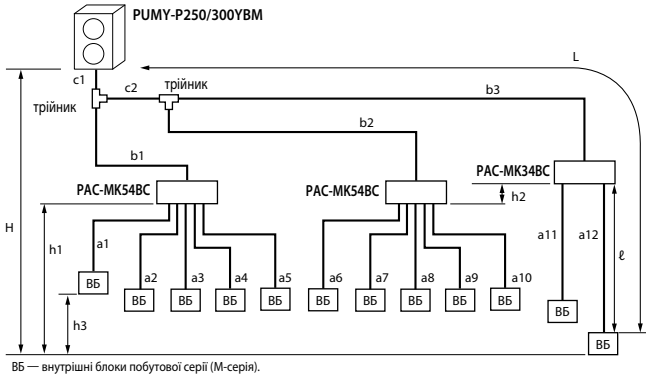 PUMY-P250/300YBM
L
c1
c2
трійник
трійник
b3
b2
b1
PAC-MK34BC
PAC-MK54BC
PAC-MK54BC
h2
H
h1
a1
a2
a3
a4
a5
a6
a7
a8
a9
a10
a11
a12
ℓ
ВБ
ВБ
ВБ
ВБ
ВБ
ВБ
ВБ
ВБ
ВБ
ВБ
ВБ
ВБ
h3
ВБ — внутрішні блоки побутової серії (М-серія).